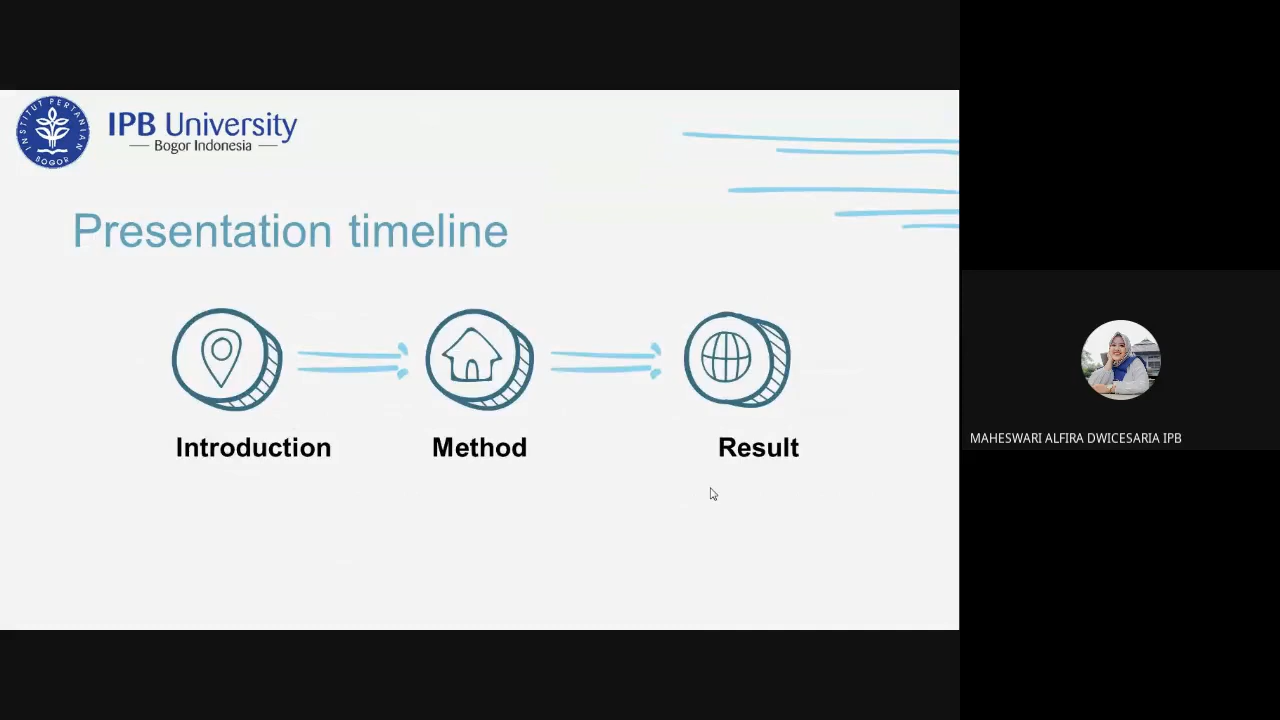 INSTITUT PERTANIAN
BOGOR
IPB University
Bogor Indonesia
Presentation timeline
Introduction
Method
Result
MAHESWARI ALFIRA DWICESARIA IPB